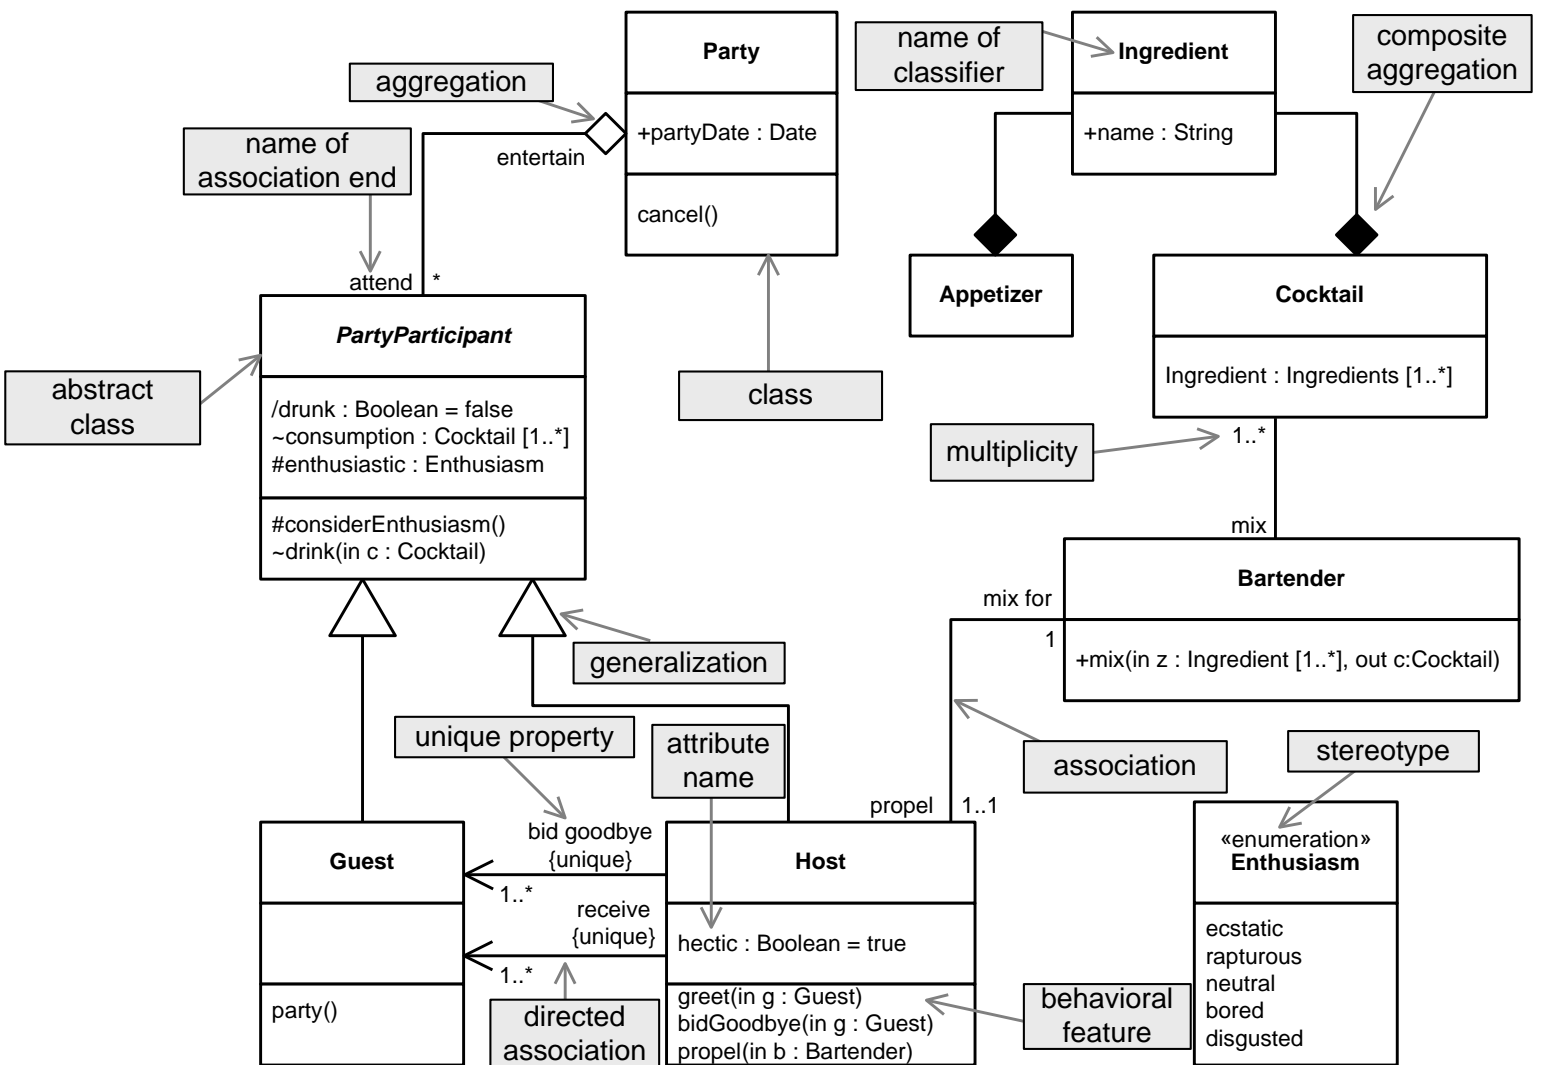 Party
+partyDate : Date
cancel()
aggregation
entertain
name of
association end
attend
*
name of
classifier
Ingredient
+name : String
composite
aggregation
Appetizer
Cocktail
Ingredient : Ingredients [1..*]
class
abstract
class
PartyParticipant
/drunk : Boolean = false
~consumption : Cocktail [1..*]
#enthusiastic : Enthusiasm
#considerEnthusiasm()
~drink(in c : Cocktail)
multiplicity
1..*
mix
Bartender
+mix(in z : Ingredient [1..*], out c:Cocktail)
mix for
1
generalization
unique property
attribute
name
association
stereotype
propel
1..1
bid goodbye
{unique}
1..*
receive
{unique}
1..*
directed
association
Guest
party()
Host
hectic : Boolean = true
greet(in g : Guest)
bidGoodbye(in g : Guest)
propel(in b : Bartender)
behavioral
feature
«enumeration»
Enthusiasm
ecstatic
rapturous
neutral
bored
disgusted